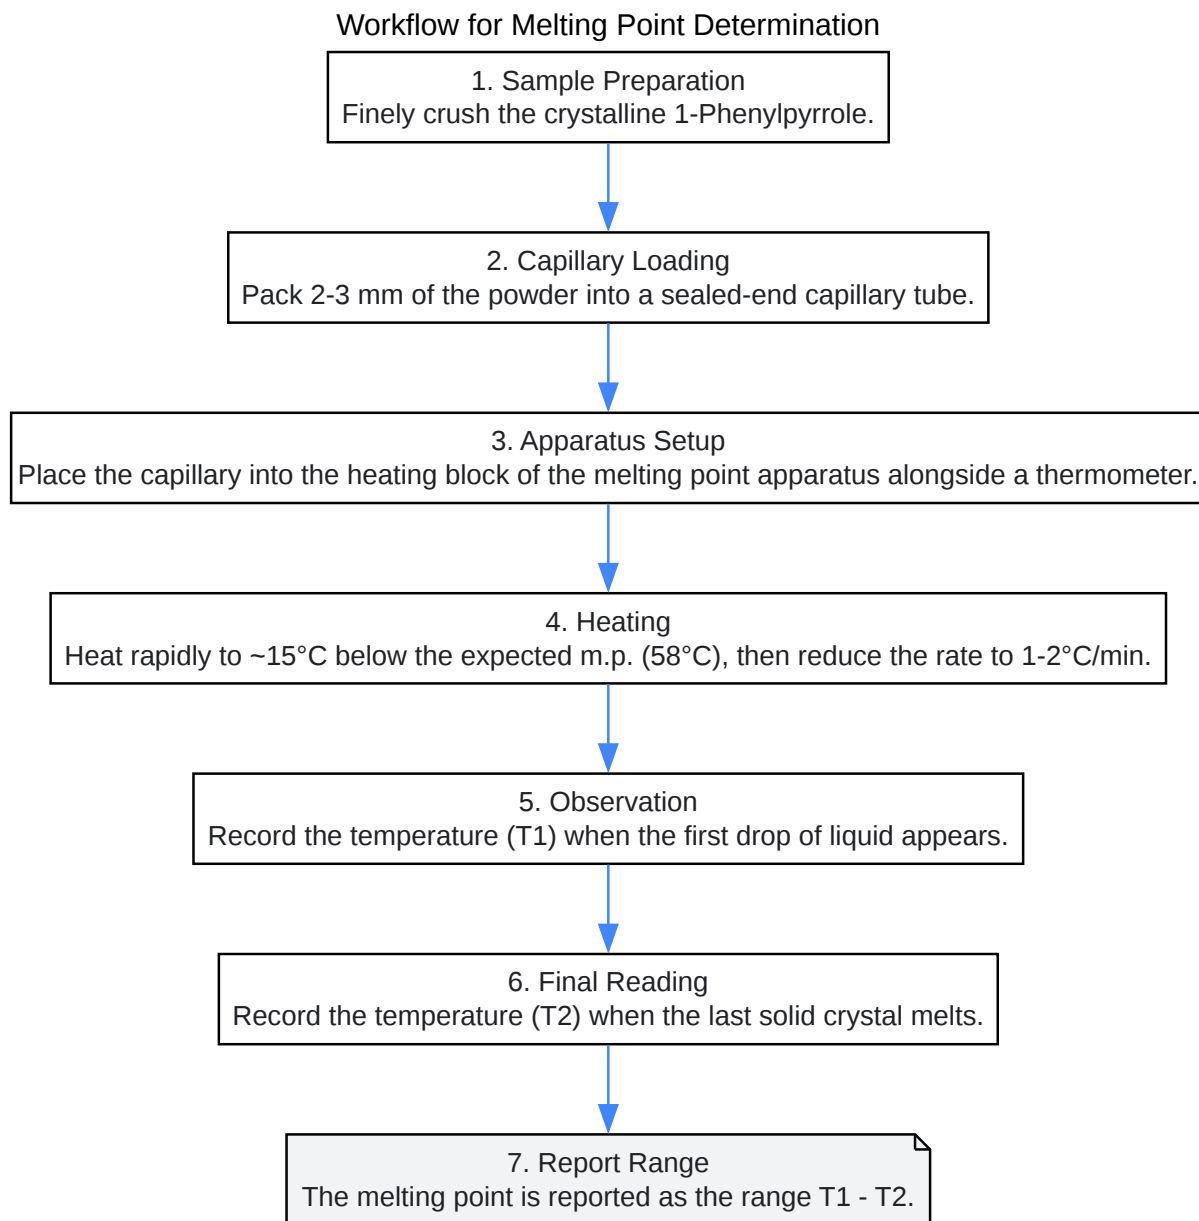 Workflow for Melting Point Determination
1. Sample Preparation
Finely crush the crystalline 1-Phenylpyrrole.
2. Capillary Loading
Pack 2-3 mm of the powder into a sealed-end capillary tube.
3. Apparatus Setup
Place the capillary into the heating block of the melting point apparatus alongside a thermometer.
4. Heating
Heat rapidly to ~15°C below the expected m.p. (58°C), then reduce the rate to 1-2°C/min.
5. Observation
Record the temperature (T1) when the first drop of liquid appears.
6. Final Reading
Record the temperature (T2) when the last solid crystal melts.
7. Report Range
The melting point is reported as the range T1 - T2.